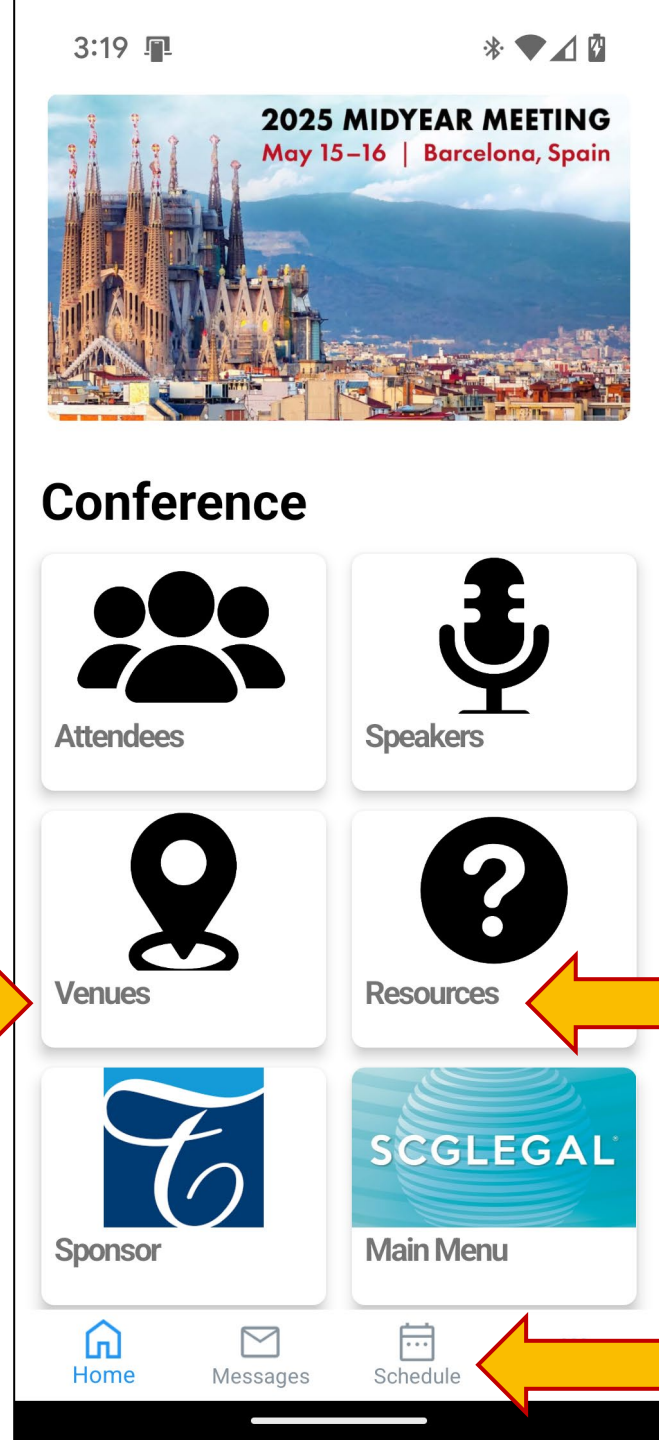 3:19
2025 MIDYEAR MEETING
May 15–16 | Barcelona, Spain
Conference
Attendees
Speakers
Venues
Resources
SCGLEGAL®
Sponsor
Main Menu
Home
Messages
Schedule